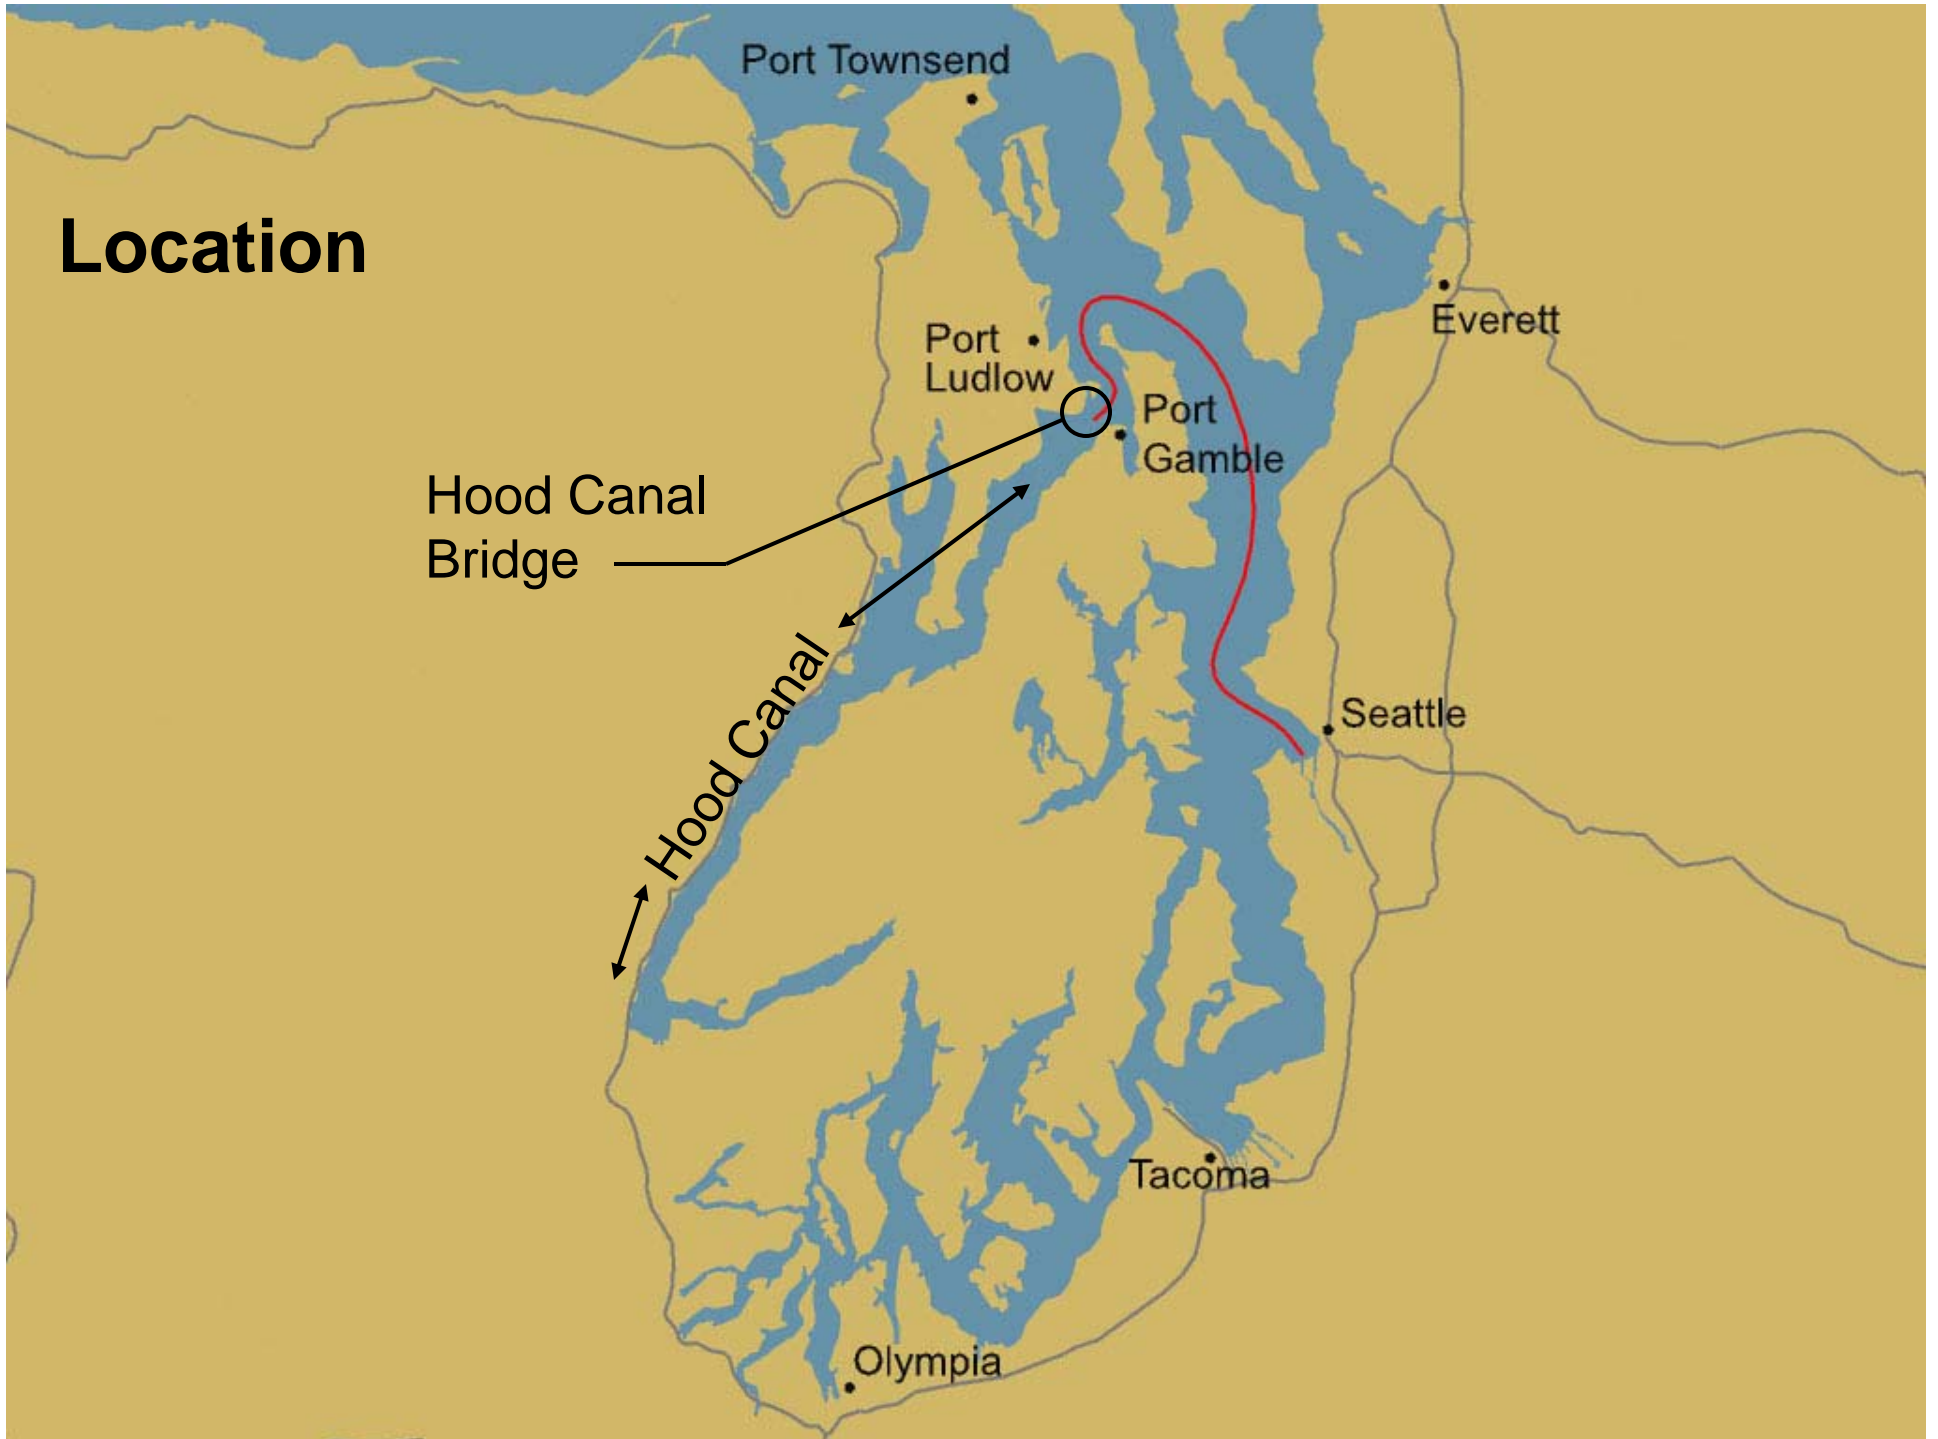 Port Townsend
Location
Everett
Port
Ludlow
Port
Gamble
Hood Canal
Bridge
Hood Canal
Seattle
Tacoma
Olympia